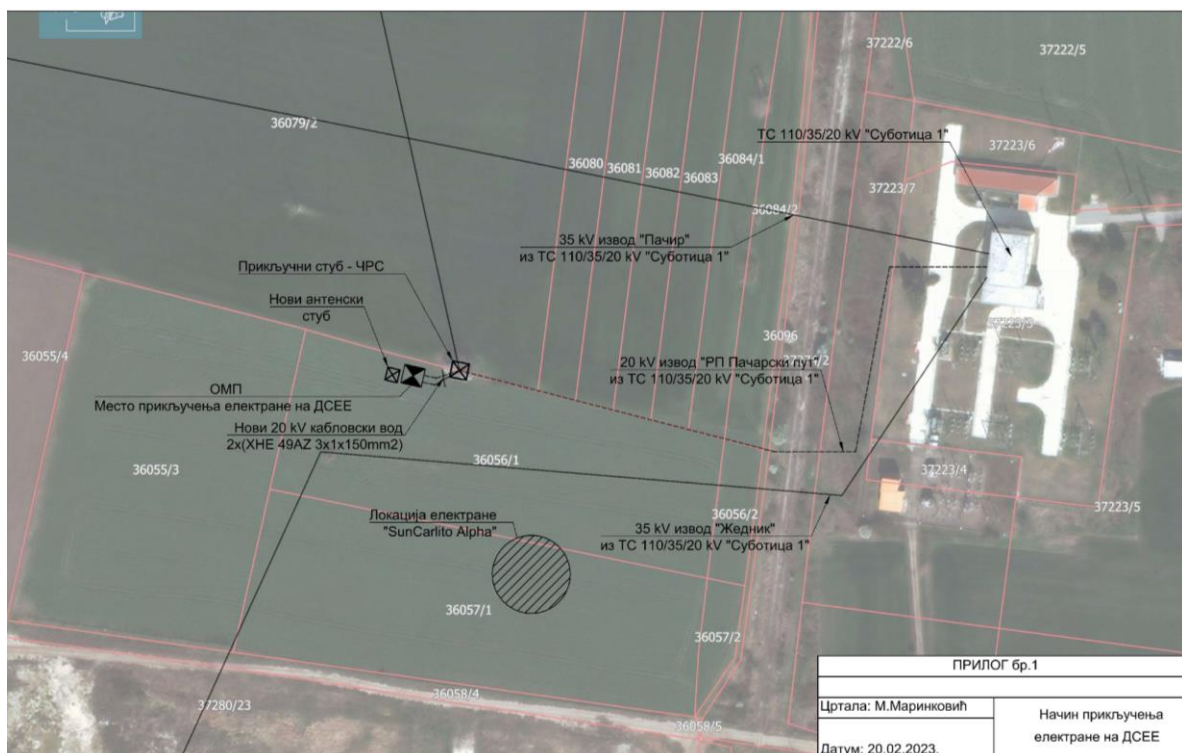 37222/6
37222/5
36079/2
ТС 110/35/20 kV "Суботица 1"
37223/6
36080
36081
36082
36083
36084/1
37223/7
36084/2
35 kV извод "Пачир"
из ТС 110/35/20 kV "Суботица 1"
Прикључни стуб - ЧРС
Нови антенски
стуб
36055/4
36096
20 kV извод "РП Пачарски пут"
из ТС 110/35/20 kV "Суботица 1"
ОМП
Место прикључења електране на ДСЕЕ
Нови 20 kV кабловски вод
2x(XHE 49AZ 3x1x150mm2)
36055/3
36056/1
37223/4
37223/5
Локација електране
"SunCarlito Alpha"
36056/2
35 kV извод "Жедник"
из ТС 110/35/20 kV "Суботица 1"
36057/1
36057/2
36058/4
37280/23
36058/5
ПРИЛОГ бр.1
Цртала: М.Маринковић
Начин прикључења
електране на ДСЕЕ
Датум: 20.02.2023.